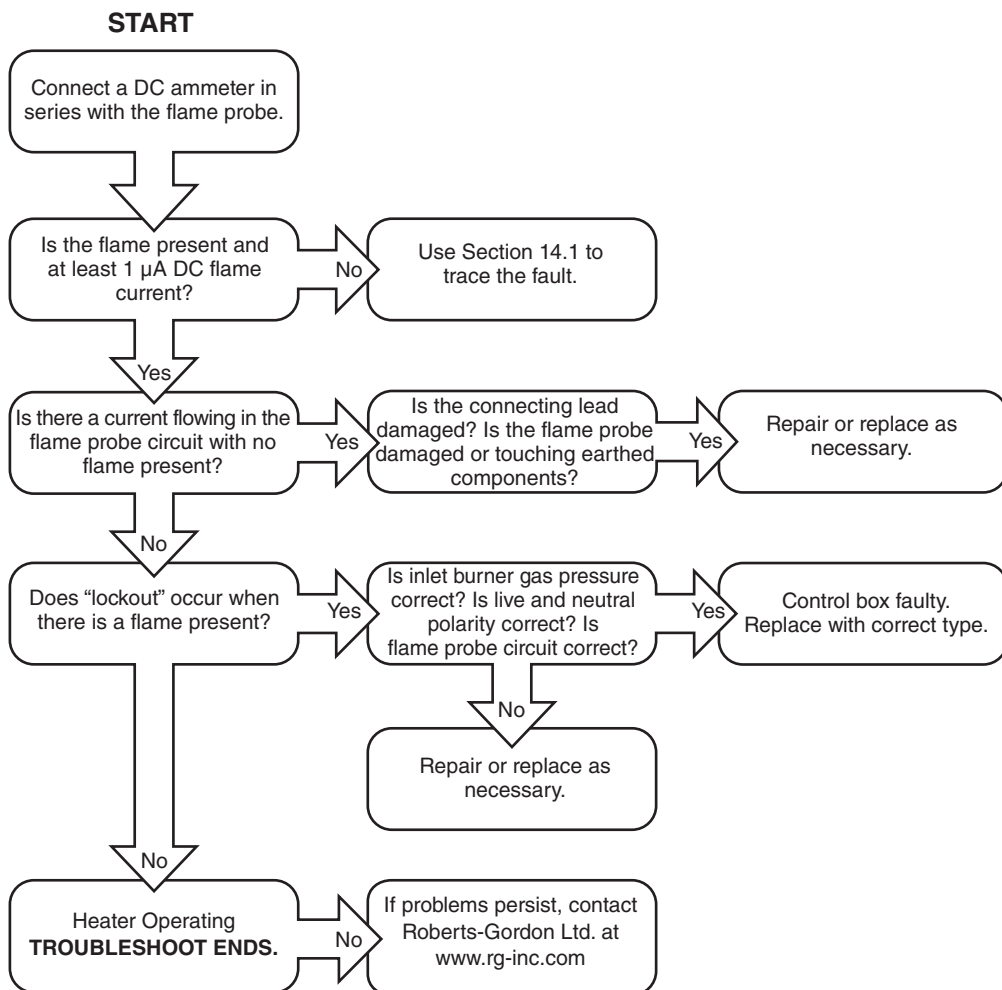 START
Connect a DC ammeter in
series with the flame probe.
Is the flame present and
at least 1 µA DC flame
current?
No
Use Section 14.1 to
trace the fault.
Yes
Is there a current flowing in the
flame probe circuit with no
flame present?
Yes
Is the connecting lead
damaged? Is the flame probe
damaged or touching earthed
components?
Yes
Repair or replace as
necessary.
No
Does “lockout” occur when
there is a flame present?
Yes
Is inlet burner gas pressure
correct? Is live and neutral
polarity correct? Is
flame probe circuit correct?
Yes
Control box faulty.
Replace with correct type.
No
Repair or replace as
necessary.
No
Heater Operating
TROUBLESHOOT ENDS.
No
If problems persist, contact
Roberts-Gordon Ltd. at
www.rg-inc.com